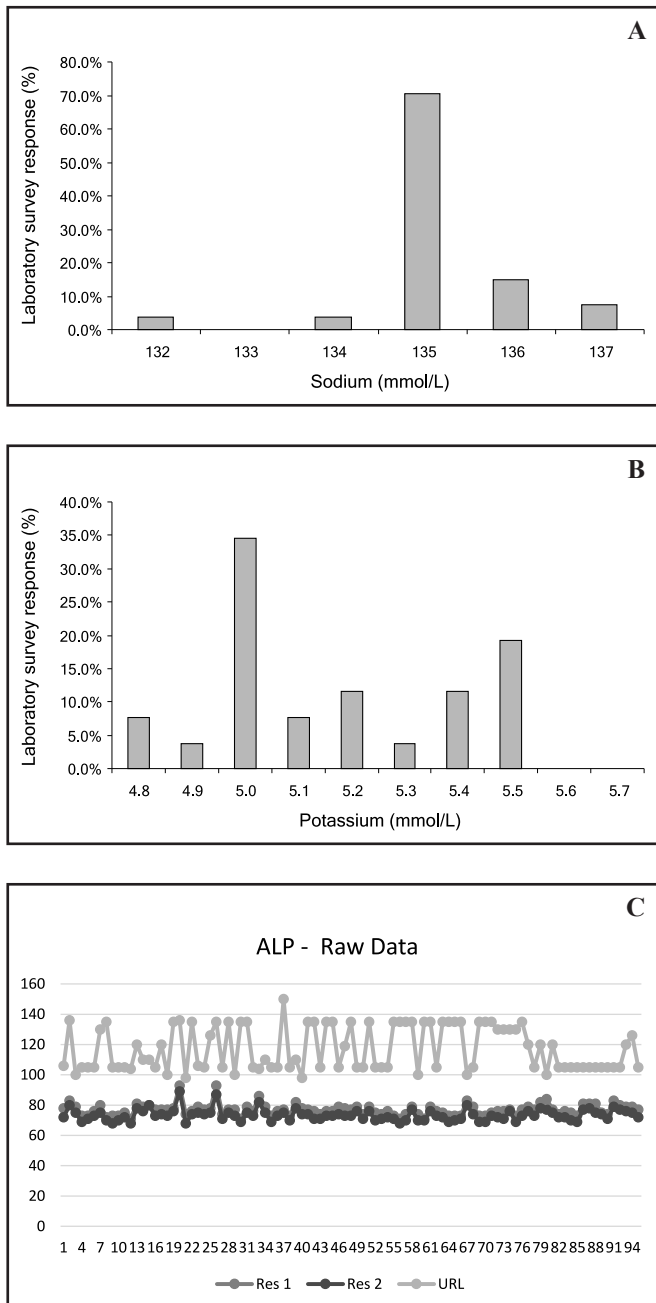 A
Laboratory survey response (%)
80.0%
70.0%
60.0%
50.0%
40.0%
30.0%
20.0%
10.0%
0.0%
132 133 134 135 136 137
Sodium (mmol/L)
B
Laboratory survey response (%)
40.0%
35.0%
30.0%
25.0%
20.0%
15.0%
10.0%
5.0%
0.0%
4.8 4.9 5.0 5.1 5.2 5.3 5.4 5.5 5.6 5.7
Potassium (mmol/L)
C
ALP - Raw Data
160
140
120
100
80
60
40
20
0
1 4 7 10 13 16 19 22 25 28 31 34 37 40 43 46 49 52 55 58 61 64 67 70 73 76 79 82 85 88 91 94
Res 1 Res 2 URL